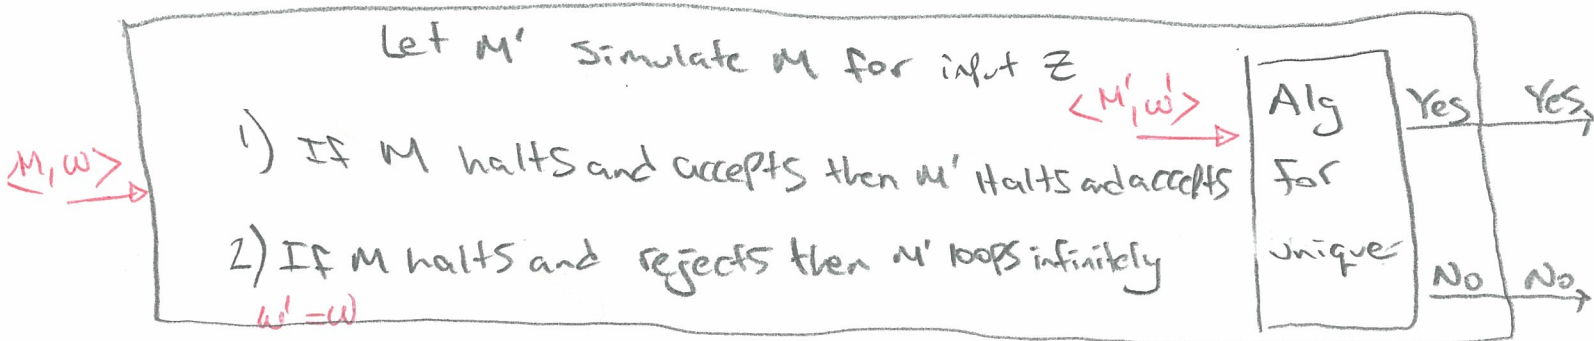 Let M' simulate M for input Z
<M', w'>
Alg
Yes
Yes
1) If M halts and accepts then M' Halts and accepts
for
<M, w>
2) If M halts and rejects then M' loops infinitely
unique
No
No
w' = w